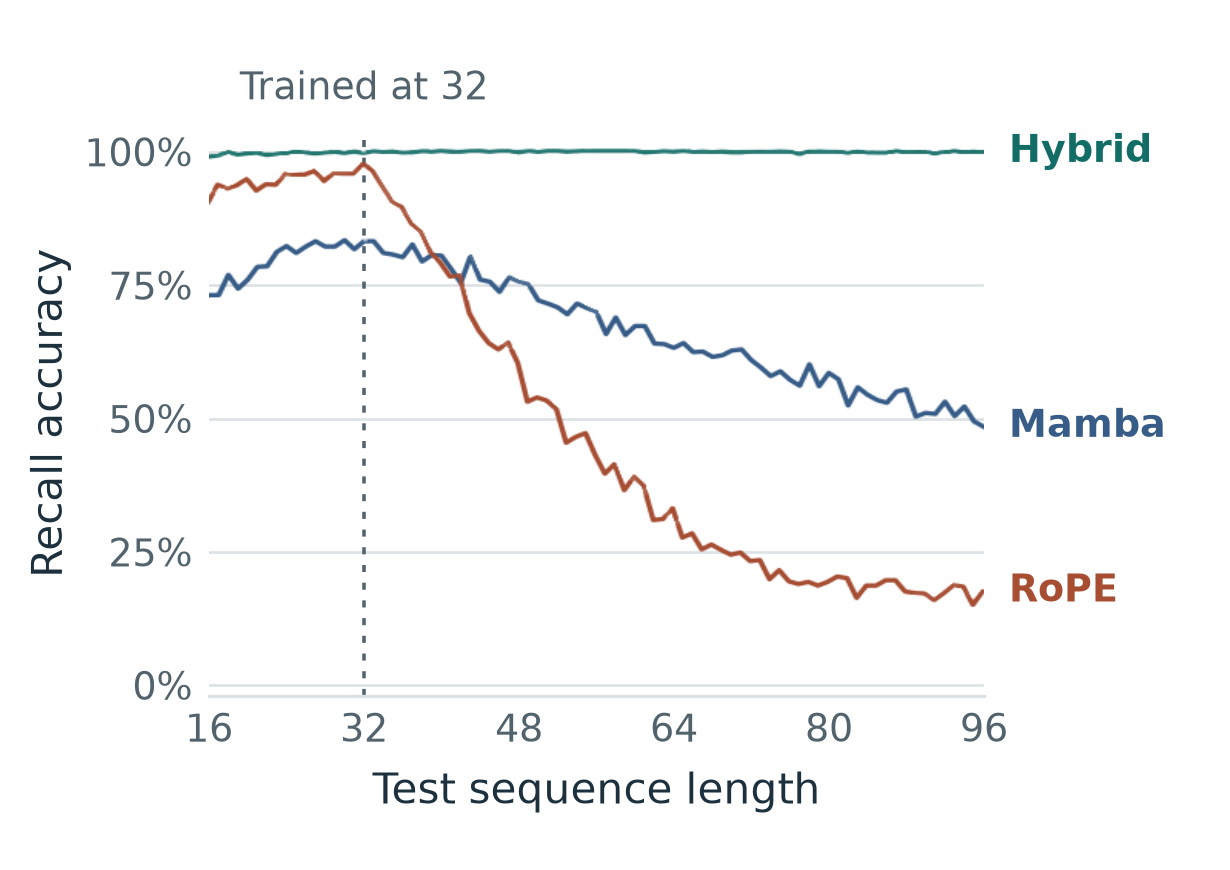 Trained at 32
100%
75%
50%
25%
0%
Recall accuracy
Hybrid
Mamba
RoPE
16 32 48 64 80 96
Test sequence length